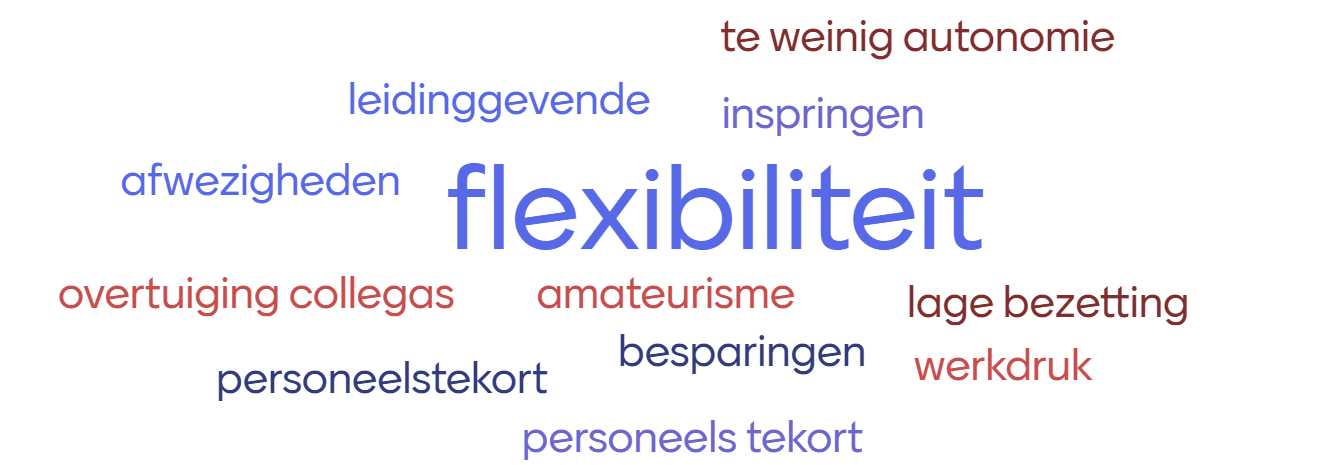 te weinig autonomie
leidinggevende
inspringen
afwezigheden
flexibiliteit
overtuiging collegas
amateurisme
lage bezetting
besparingen
werkdruk
personeelstekort
personeels tekort